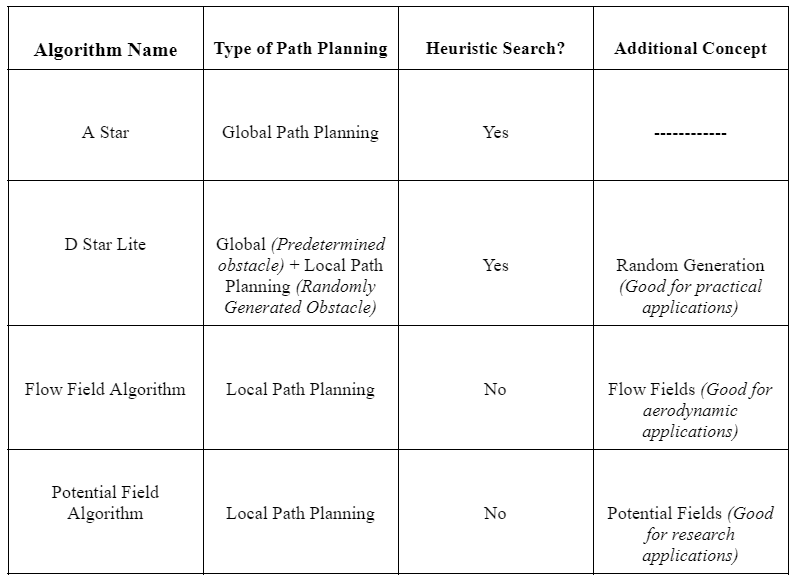 Algorithm Name
Type of Path Planning
Heuristic Search?
Additional Concept
A Star
Global Path Planning
Yes
------------
D Star Lite
Global (Predetermined
obstacle) + Local Path
Planning (Randomly
Generated Obstacle)
Yes
Random Generation
(Good for practical
applications)
Flow Field Algorithm
Local Path Planning
No
Flow Fields (Good for
aerodynamic
applications)
Potential Field
Algorithm
Local Path Planning
No
Potential Fields (Good
for research
applications)